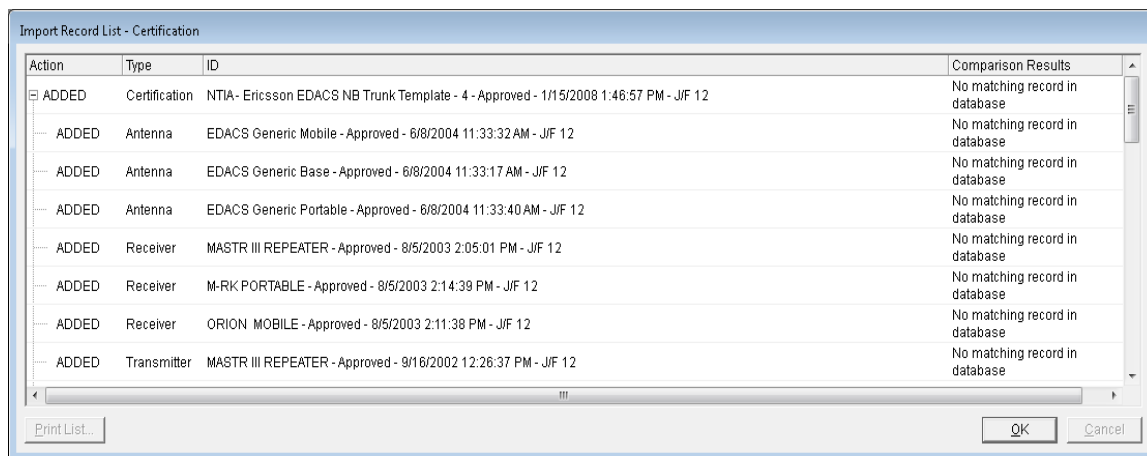 Import Record List - Certification
Action Type ID Comparison Results
ADDED Certification NTIA- Ericsson EDACS NB Trunk Template - 4 - Approved - 1/15/2008 1:46:57 PM - J/F 12 No matching record in
database
ADDED Antenna EDACS Generic Mobile - Approved - 6/8/2004 11:33:32 AM - J/F 12 No matching record in
database
ADDED Antenna EDACS Generic Base - Approved - 6/8/2004 11:33:17 AM - J/F 12 No matching record in
database
ADDED Antenna EDACS Generic Portable - Approved - 6/8/2004 11:33:40 AM - J/F 12 No matching record in
database
ADDED Receiver MASTR III REPEATER - Approved - 8/5/2003 2:05:01 PM - J/F 12 No matching record in
database
ADDED Receiver M-RK PORTABLE - Approved - 8/5/2003 2:14:39 PM - J/F 12 No matching record in
database
ADDED Receiver ORION  MOBILE - Approved - 8/5/2003 2:11:38 PM - J/F 12 No matching record in
database
ADDED Transmitter MASTR III REPEATER - Approved - 9/16/2002 12:26:37 PM - J/F 12 No matching record in
database
Print List... OK Cancel